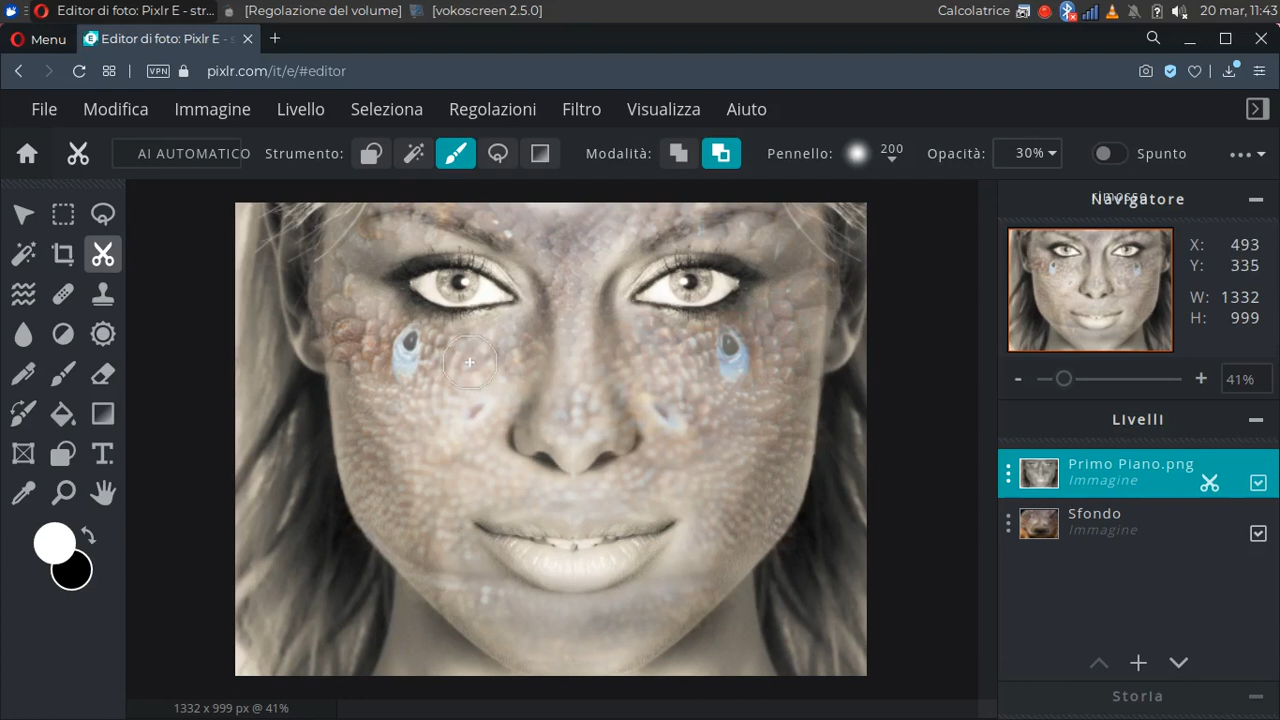 Editor di foto: Pixlr E - str... [Regolazione del volume] [vokoscreen 2.5.0] Calcolatrice 20 mar, 11:43
Menu Editor di foto: Pixlr E - s
VPN pixlr.com/it/e/#editor
File Modifica Immagine Livello Seleziona Regolazioni Filtro Visualizza Aiuto
AI AUTOMATICO Strumento: Modalità: Pennello: 200 Opacità: 30% Spunto
rimosso
Navigatore
X: 493
Y: 335
W: 1332
H: 999
- + 41%
Livelli
Primo Piano.png
Immagine
Sfondo
Immagine
Storia
1332 x 999 px @ 41%